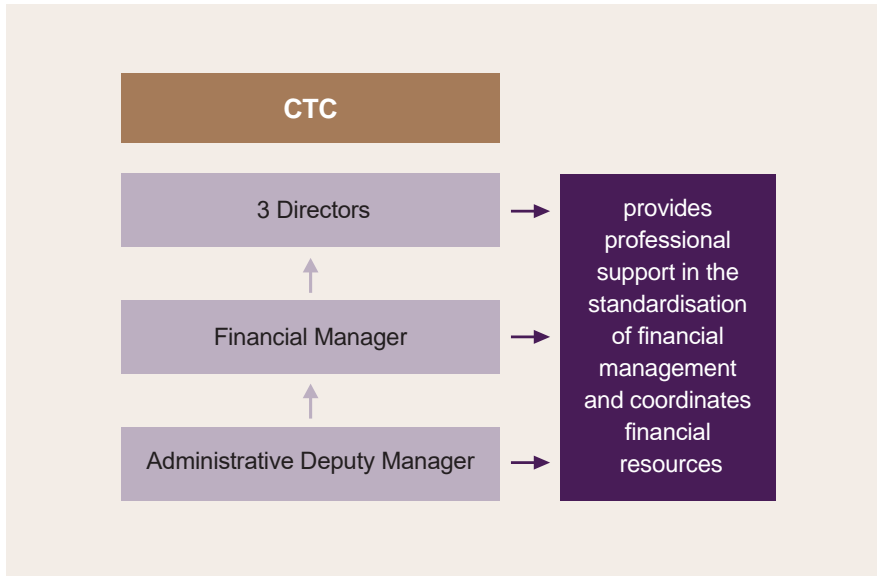 CTC
3 Directors
Financial Manager
Administrative Deputy Manager
provides
professional
support in the
standardisation
of financial
management
and coordinates
financial
resources